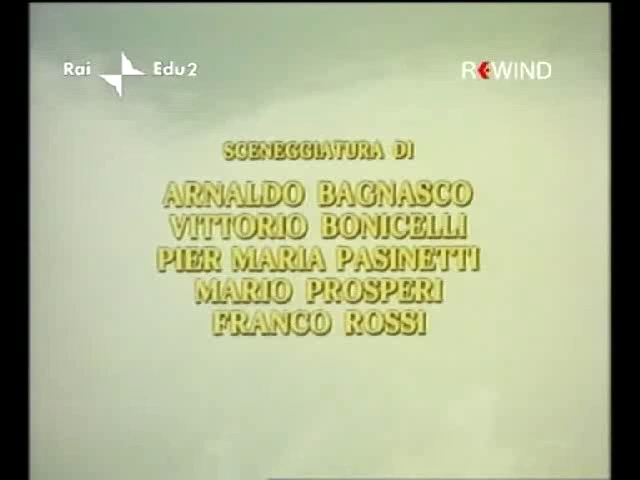 Rai Edu2
REWIND
SCENEGGIATURA DI
ARNALDO BAGNASCO
VITTORIO BONICELLI
PIER MARIA PASINETTI
MARIO PROSPERI
FRANCO ROSSI